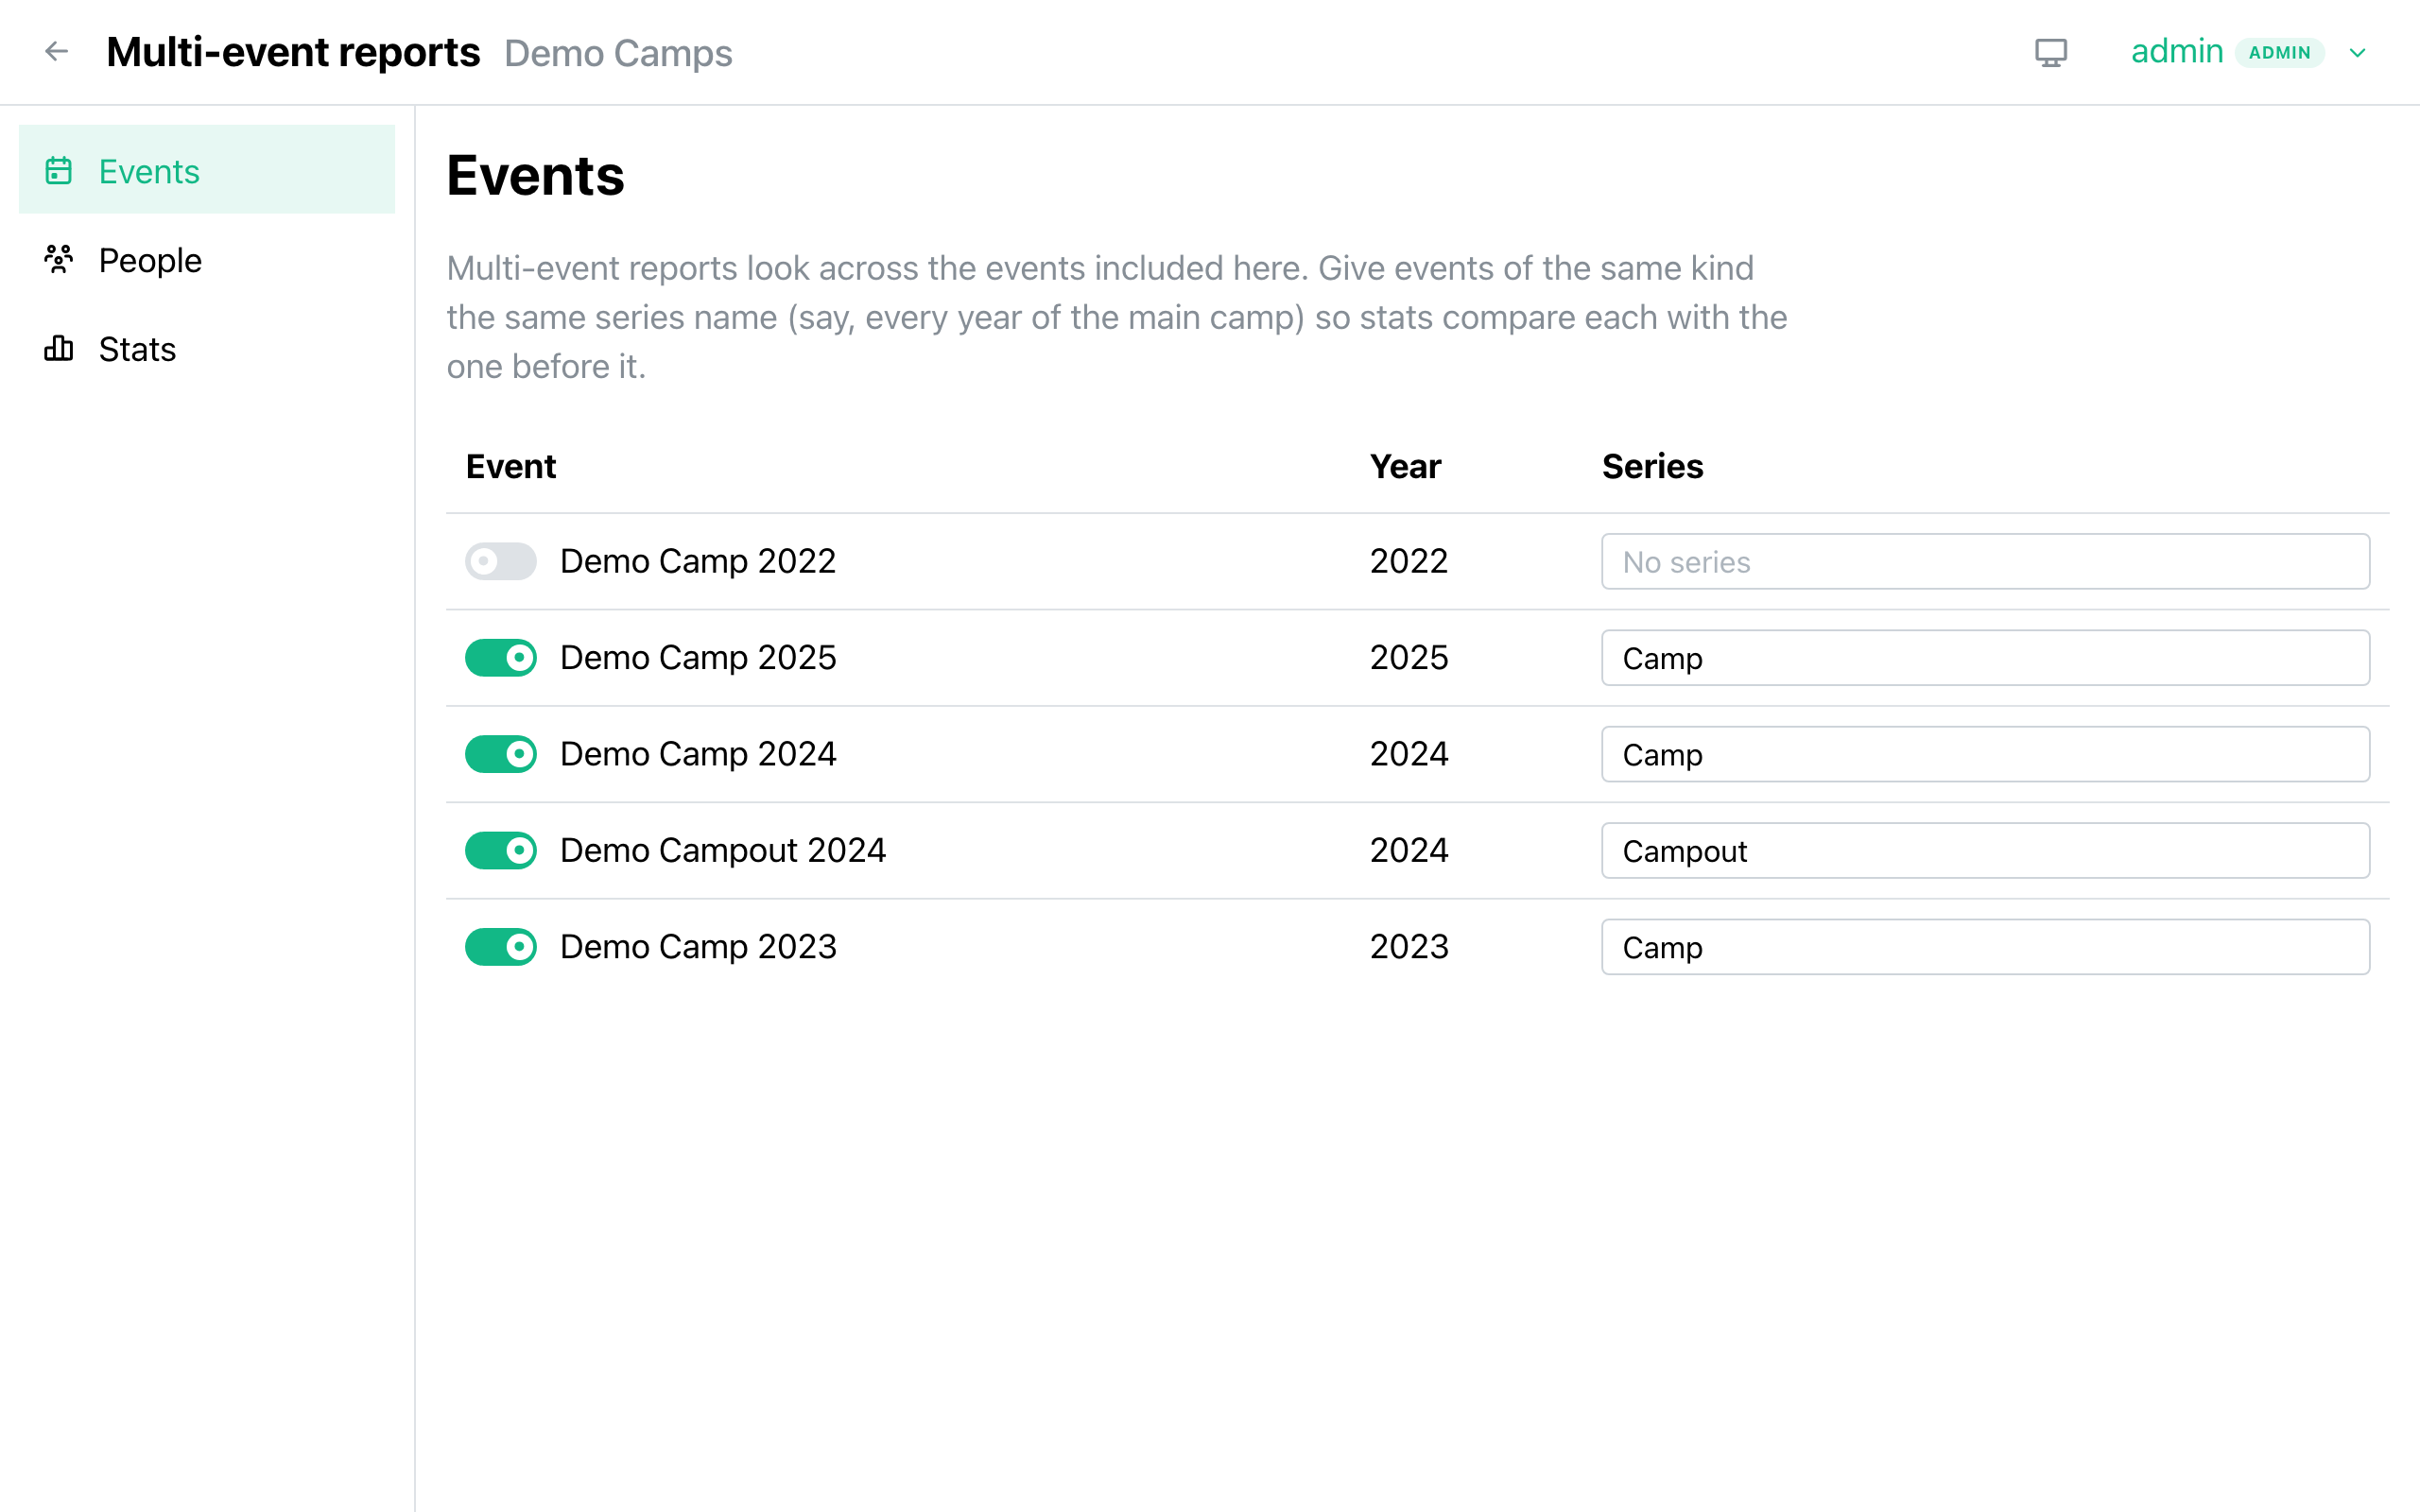 Multi-event reports Demo Camps
admin ADMIN
Events
People
Stats
Events
Multi-event reports look across the events included here. Give events of the same kind
the same series name (say, every year of the main camp) so stats compare each with the
one before it.
Event Year Series
Demo Camp 2022 2022 No series
Demo Camp 2025 2025 Camp
Demo Camp 2024 2024 Camp
Demo Campout 2024 2024 Campout
Demo Camp 2023 2023 Camp